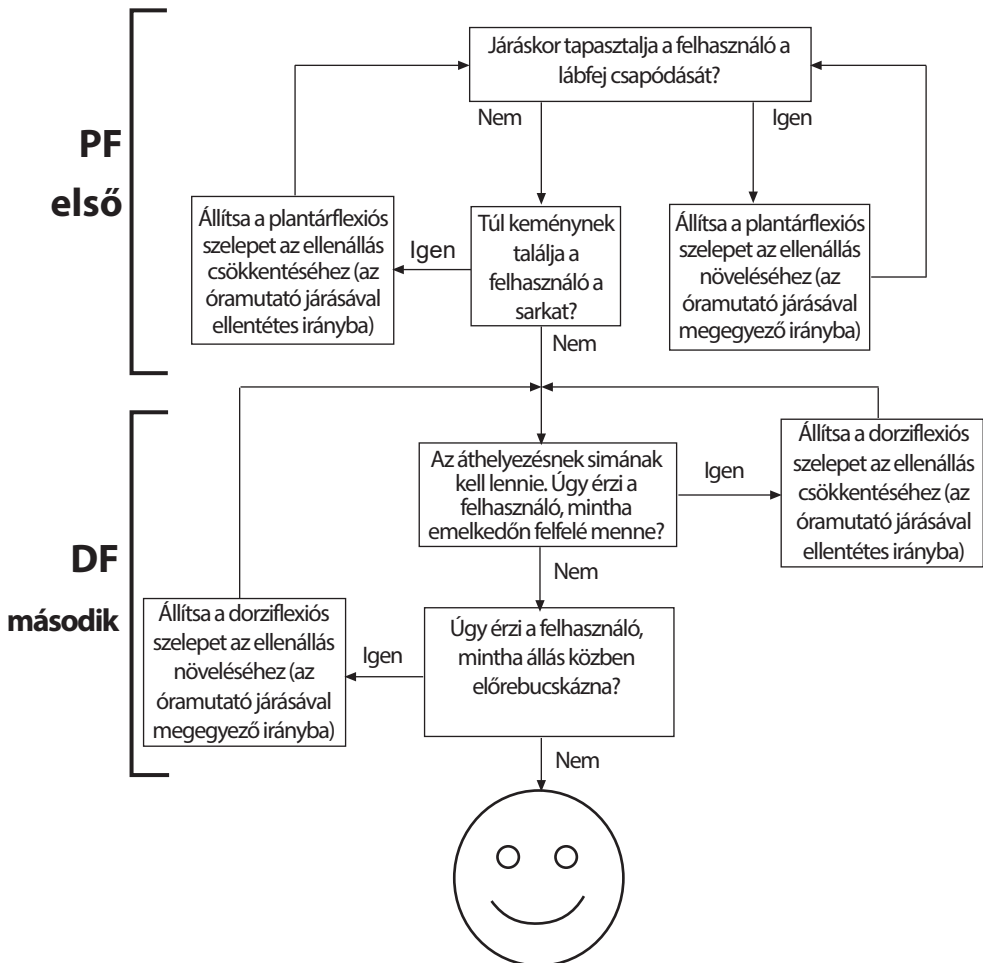 Járáskor tapasztalja a felhasználó a
lábfej csapódását?
Nem
Igen
PF
első
Állítsa a plantárflexiós
szelepet az ellenállás
csökkentéséhez (az
óramutató járásával
ellentétes irányba)
Igen
Túl keménynek
találja a
felhasználó a
sarkat?
Állítsa a plantárflexiós
szelepet az ellenállás
növeléséhez (az
óramutató járásával
megegyező irányba)
Nem
Az áthelyezésnek simának
kell lennie. Úgy érzi a
felhasználó, mintha
emelkedőn felfelé menne?
Igen
Állítsa a dorziflexiós
szelepet az ellenállás
csökkentéséhez (az
óramutató járásával
ellentétes irányba)
DF
második
Nem
Állítsa a dorziflexiós
szelepet az ellenállás
növeléséhez (az
óramutató járásával
megegyező irányba)
Igen
Úgy érzi a felhasználó,
mintha állás közben
előrebucskázna?
Nem